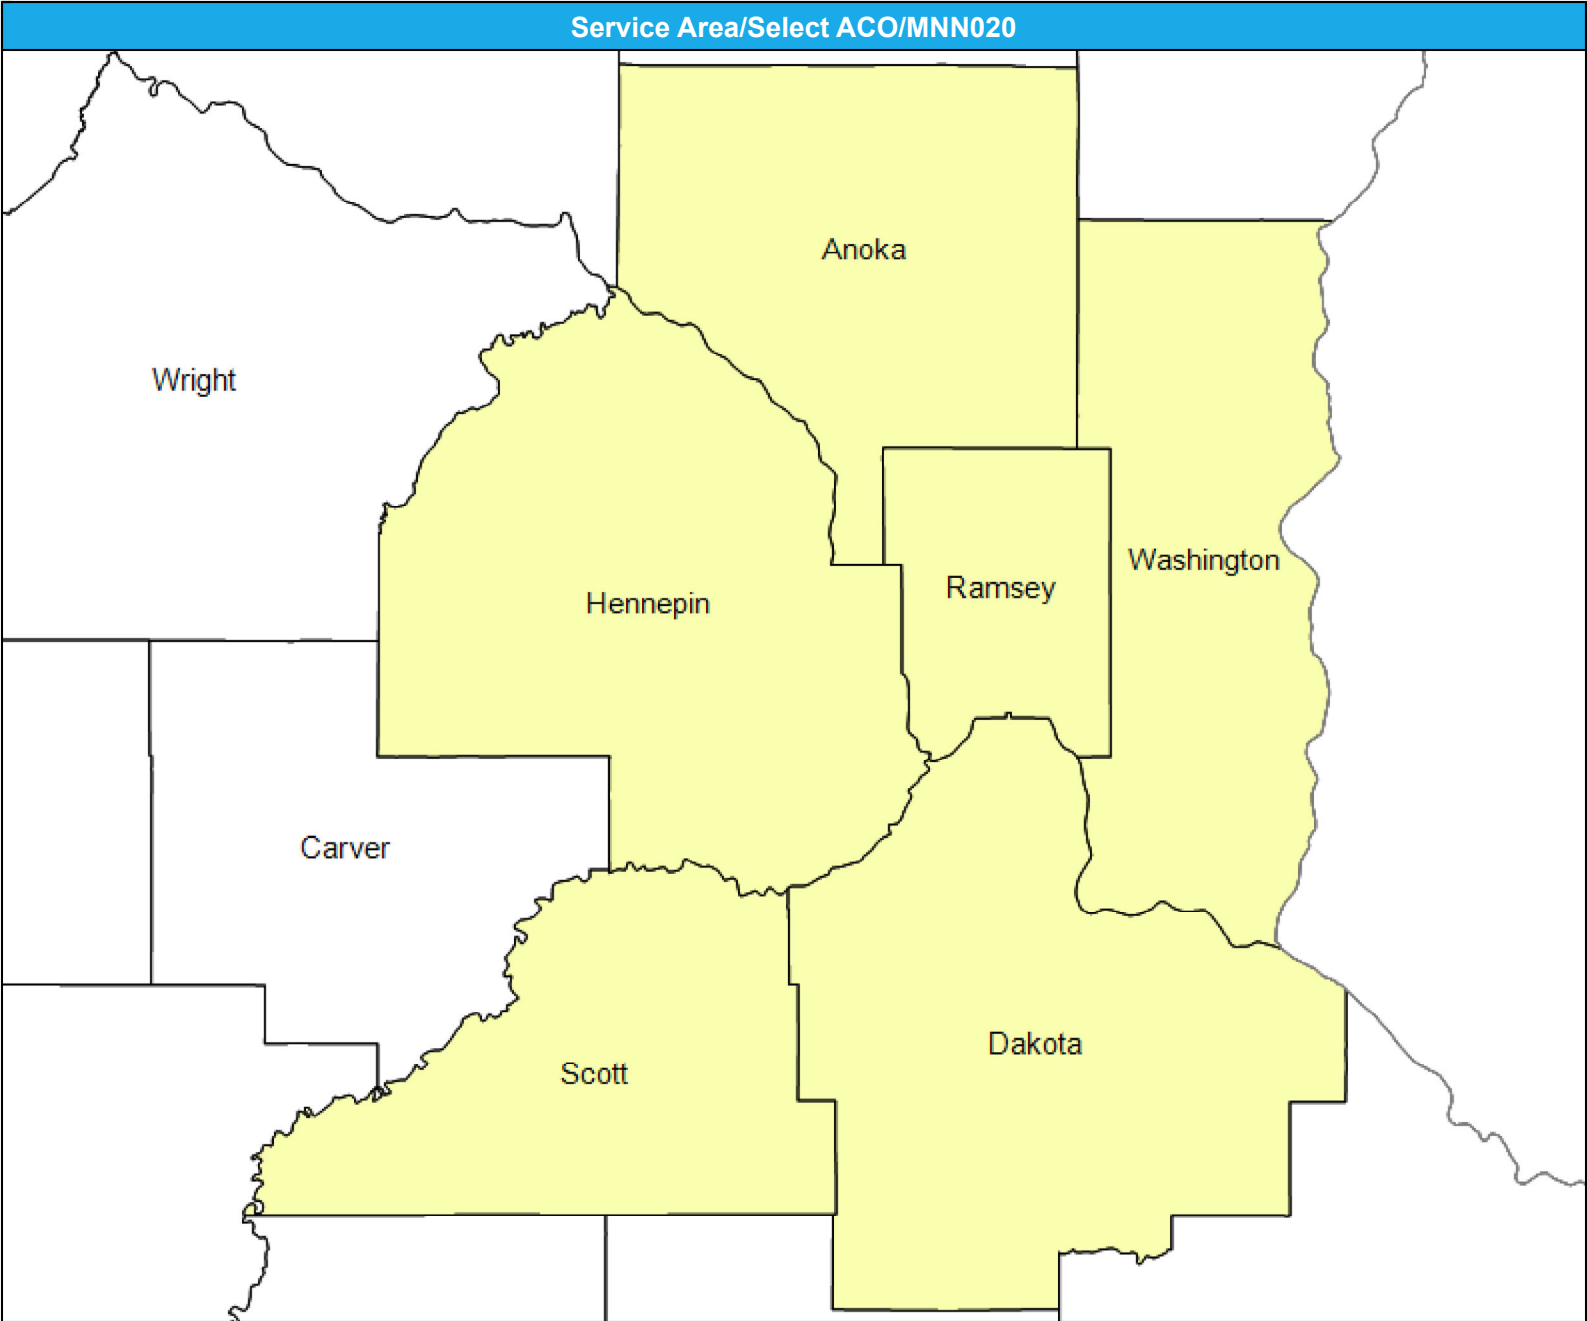 Service Area/Select ACO/MNN020
Anoka
Wright
Washington
Ramsey
Hennepin
Carver
Dakota
Scott